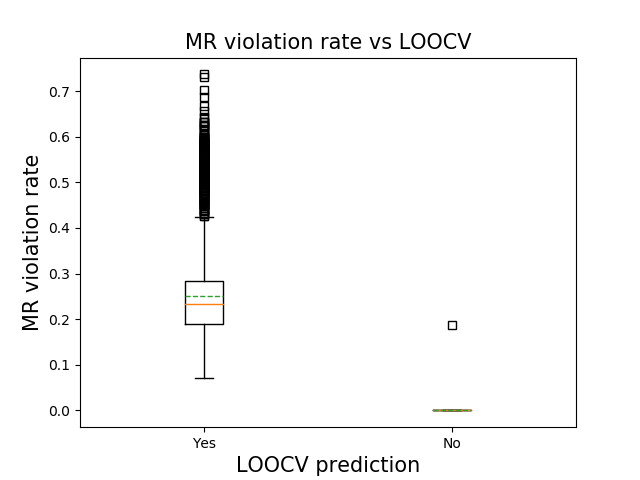 MR violation rate vs LOOCV
MR violation rate
0.7
0.6
0.5
0.4
0.3
0.2
0.1
0.0
Yes
No
LOOCV prediction